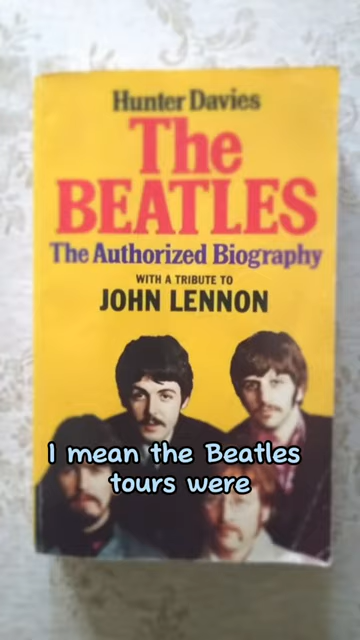 Hunter Davies
The
BEATLES
The Authorized Biography
WITH A TRIBUTE TO
JOHN LENNON
I mean the Beatles
tours were